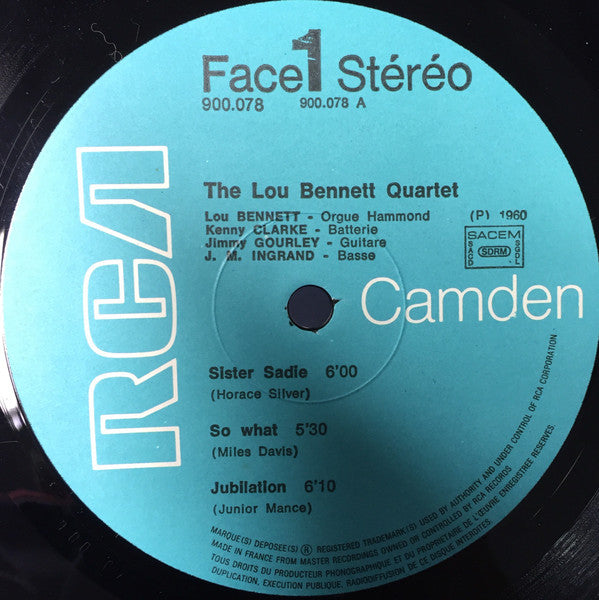 Face 1 Stéréo
900.078 900.078 A
RCA
The Lou Bennett Quartet
Lou BENNETT - Orgue Hammond (P) 1960
Kenny CLARKE - Batterie
Jimmy GOURLEY - Guitare
J. M. INGRAND - Basse
SACEM
SACD SDRM SGDL
Camden
Sister Sadie 6'00
(Horace Silver)
So what 5'30
(Miles Davis)
Jubilation 6'10
(Junior Mance)
MARQUE(S) DEPOSEE(S) ® REGISTERED TRADEMARK(S) USED BY AUTHORITY AND UNDER CONTROL OF RCA CORPORATION
MADE IN FRANCE FROM MASTER RECORDINGS OWNED OR CONTROLLED BY RCA RECORDS
TOUS DROITS DU PRODUCTEUR PHONOGRAPHIQUE ET DU PROPRIETAIRE DE L'ŒUVRE ENREGISTREE RESERVES.
DUPLICATION, EXECUTION PUBLIQUE, RADIODIFFUSION DE CE DISQUE INTERDITES.